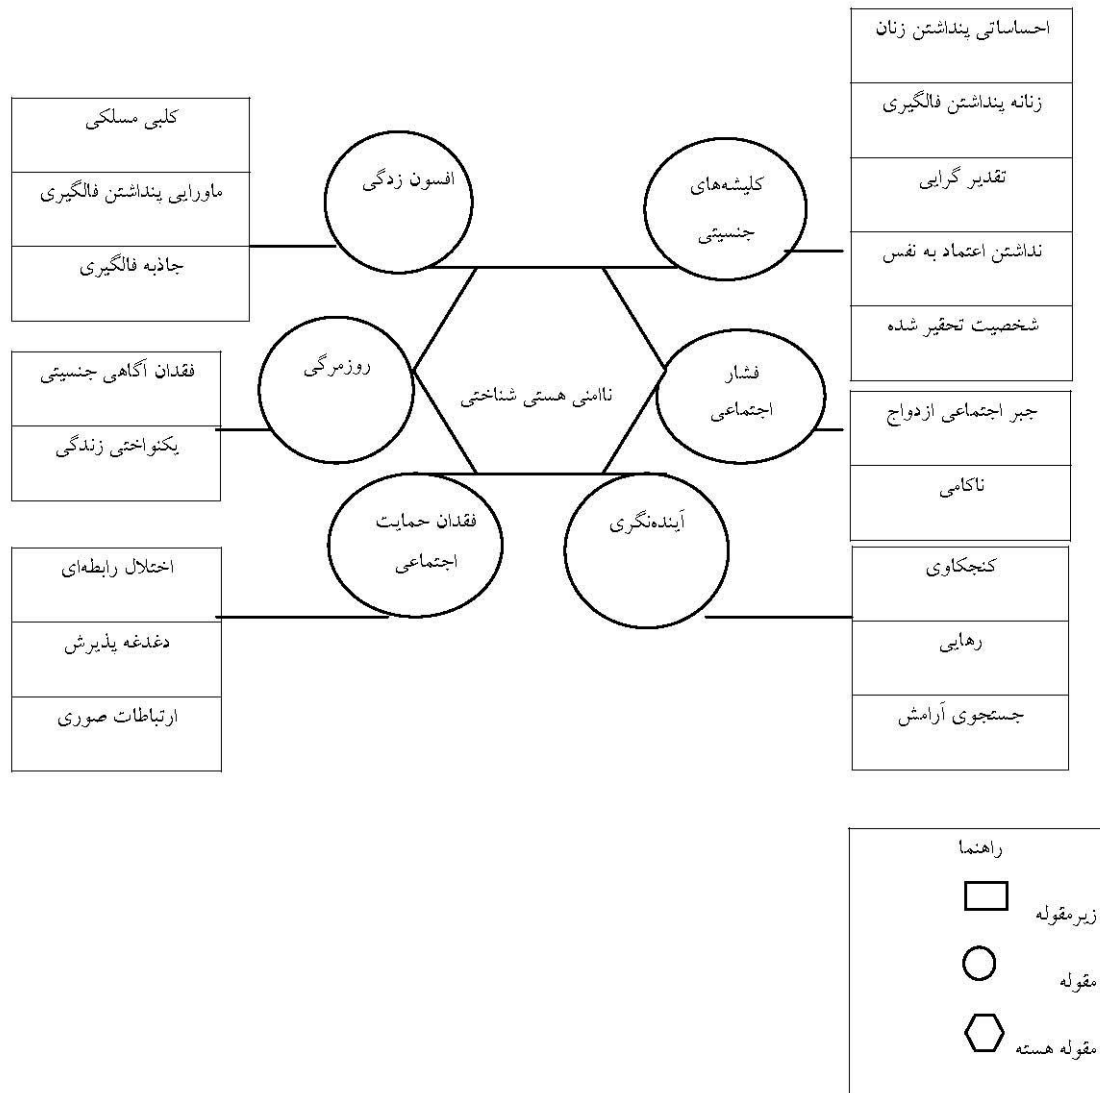 احساساتی پنداشتن زنان
زنانه پنداشتن فالگیری
تقدیر گرایی
نداشتن اعتماد به نفس
شخصیت تحقیر شده
کلیشه‌های
جنسیتی
افسون زدگی
کلبی مسلکی
ماورایی پنداشتن فالگیری
جاذبه فالگیری
فشار
اجتماعی
جبر اجتماعی ازدواج
ناکامی
ناامنی هستی شناختی
روزمرگی
فقدان آگاهی جنسیتی
یکنواختی زندگی
آینده‌نگری
کنجکاوی
رهایی
جستجوی آرامش
فقدان حمایت
اجتماعی
اختلال رابطه‌ای
دغدغه پذیرش
ارتباطات صوری
راهنما
زیرمقوله
مقوله
مقوله هسته